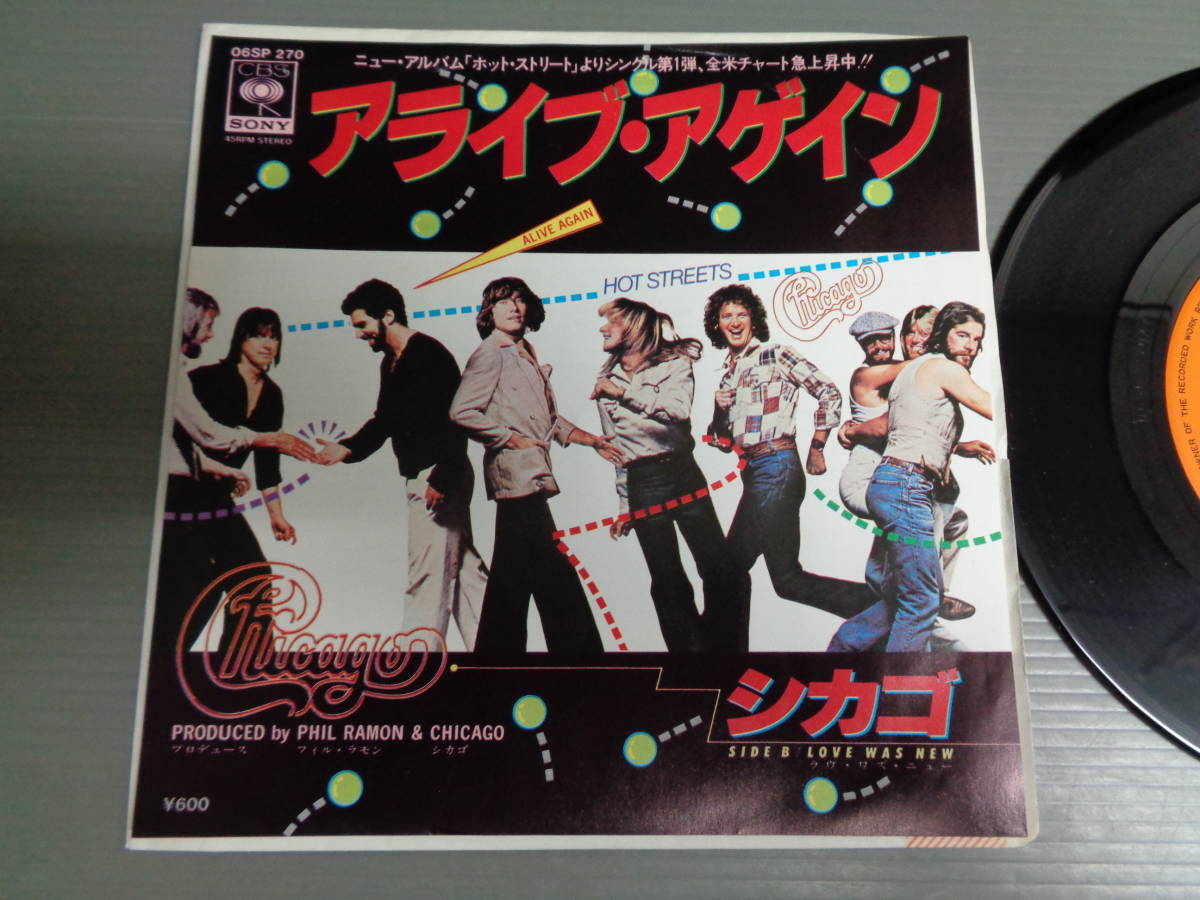 06SP 270
CBS
SONY
45RPM STEREO
ニュー・アルバム「ホット・ストリート」よりシングル第1弾、全米チャート急上昇中!!
アライブ・アゲイン
ALIVE AGAIN
HOT STREETS
Chicago
Chicago
シカゴ
PRODUCED by PHIL RAMON & CHICAGO
プロデュース フィル・ラモン シカゴ
SIDE B/LOVE WAS NEW
ラヴ・ワズ・ニュー
¥600
OF THE RECORDED WORK